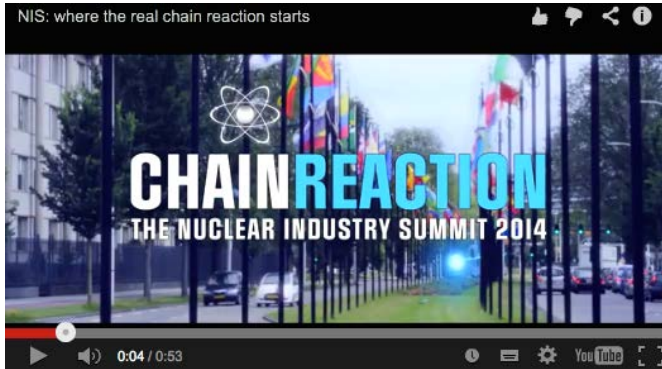 NIS: where the real chain reaction starts
CHAINREACTION
THE NUCLEAR INDUSTRY SUMMIT 2014
0:04 / 0:53
YouTube